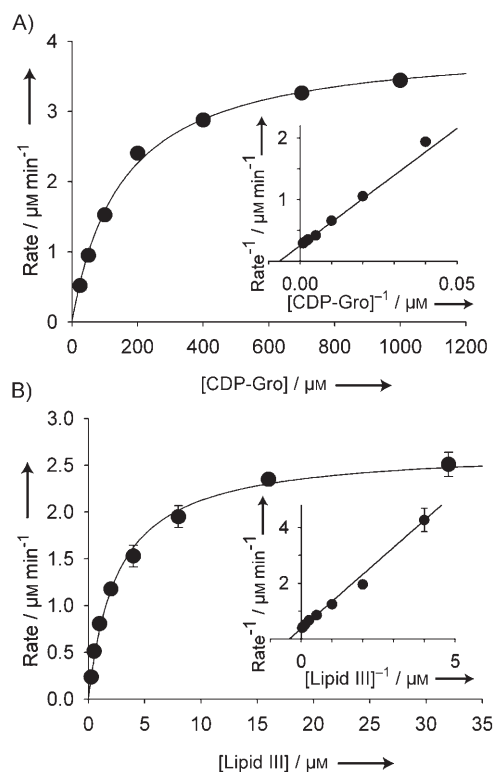 A)
4
3
2
1
0
Rate / µM min⁻¹
0 200 400 600 800 1000 1200
[CDP-Gro] / µM
2
1
Rate⁻¹ / µM min⁻¹
0.00 0.05
[CDP-Gro]⁻¹ / µM
B)
3.0
2.5
2.0
1.5
1.0
0.5
0.0
Rate / µM min⁻¹
0 5 10 15 20 25 30 35
[Lipid III] / µM
4
2
Rate⁻¹ / µM min⁻¹
0 5
[Lipid III]⁻¹ / µM